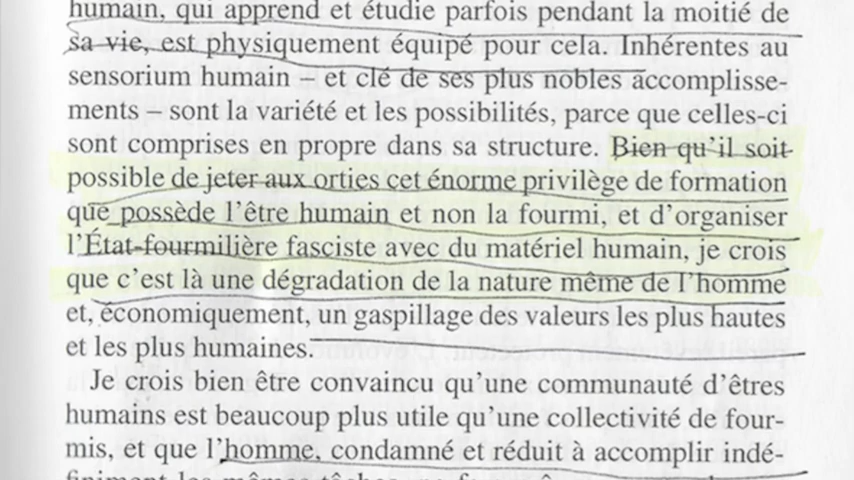 humain, qui apprend et étudie parfois pendant la moitié de
sa vie, est physiquement équipé pour cela. Inhérentes au
sensorium humain – et clé de ses plus nobles accomplisse-
ments – sont la variété et les possibilités, parce que celles-ci
sont comprises en propre dans sa structure. Bien qu'il soit
possible de jeter aux orties cet énorme privilège de formation
que possède l'être humain et non la fourmi, et d'organiser
l'État-fourmilière fasciste avec du matériel humain, je crois
que c'est là une dégradation de la nature même de l'homme
et, économiquement, un gaspillage des valeurs les plus hautes
et les plus humaines.
Je crois bien être convaincu qu'une communauté d'êtres
humains est beaucoup plus utile qu'une collectivité de four-
mis, et que l'homme, condamné et réduit à accomplir indé-
finiment les mêmes tâches